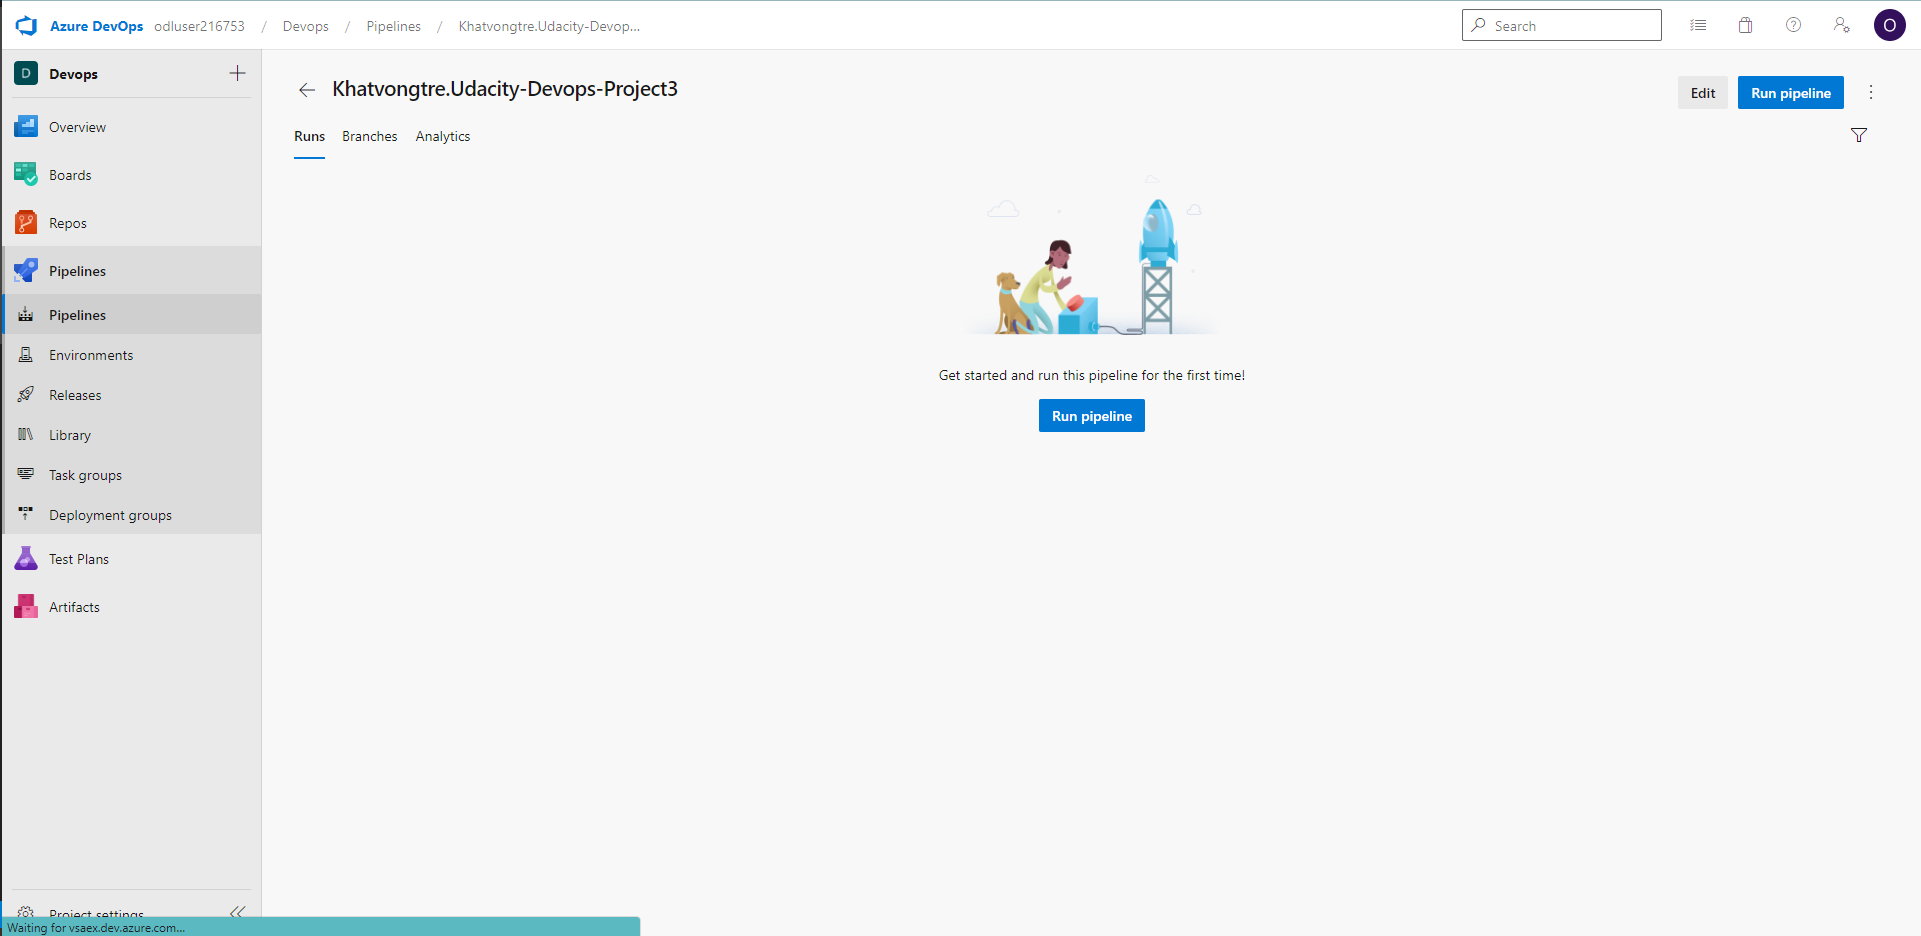 Azure DevOps odluser216753 / Devops / Pipelines / Khatvongtre.Udacity-Devop...
Search
O
D Devops
Overview
Boards
Repos
Pipelines
Pipelines
Environments
Releases
Library
Task groups
Deployment groups
Test Plans
Artifacts
Project settings
Waiting for vsaex.dev.azure.com...
Khatvongtre.Udacity-Devops-Project3
Edit
Run pipeline
Runs Branches Analytics
Get started and run this pipeline for the first time!
Run pipeline